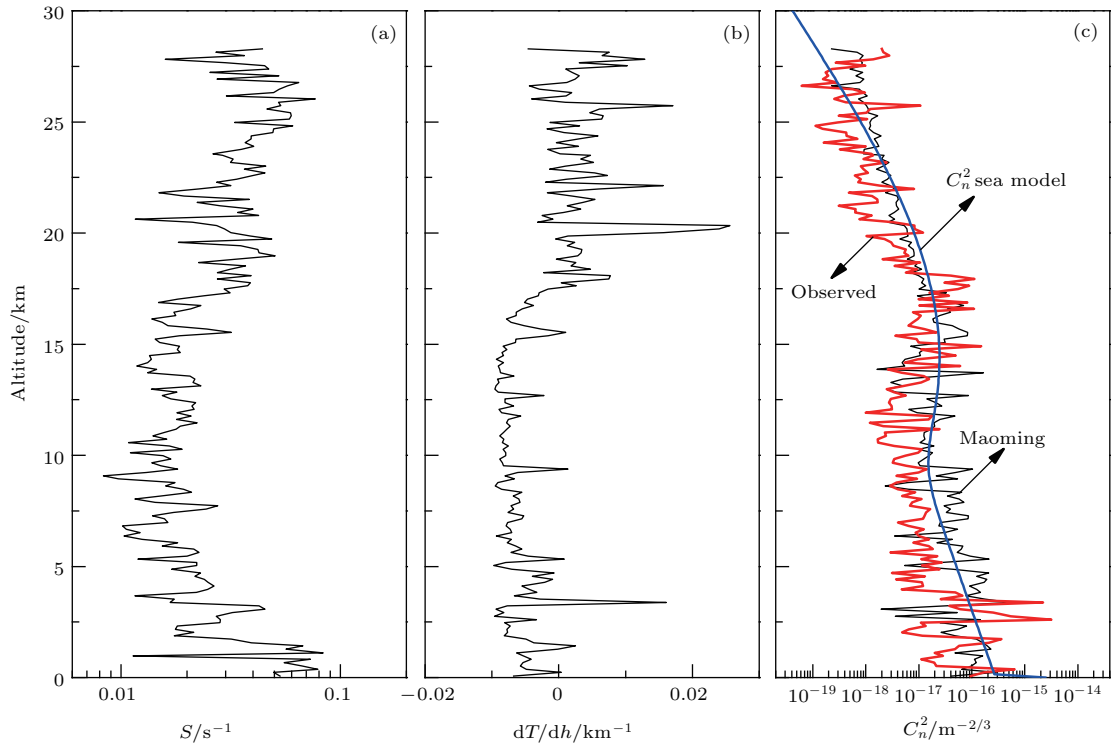 30
25
20
15
10
5
0
Altitude/km
(a)
0.01
0.1
S/s⁻¹
(b)
−0.02
0
0.02
dT/dh/km⁻¹
(c)
C_n² sea model
Observed
Maoming
10⁻¹⁹ 10⁻¹⁸ 10⁻¹⁷ 10⁻¹⁶ 10⁻¹⁵ 10⁻¹⁴
C_n²/m⁻²/³